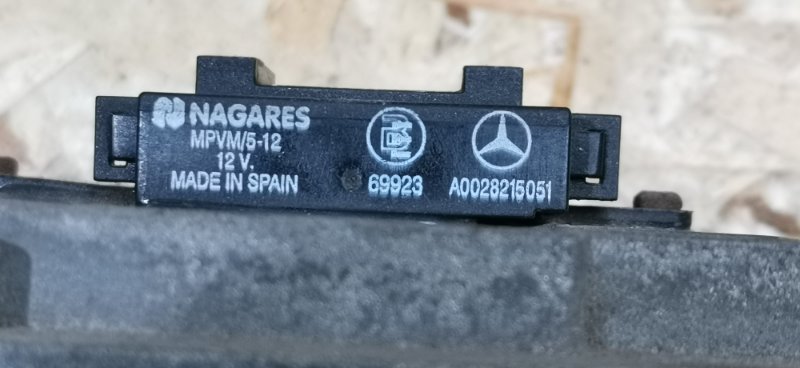 NAGARES
MPVM/5-12
12 V.
MADE IN SPAIN
69923
A0028215051